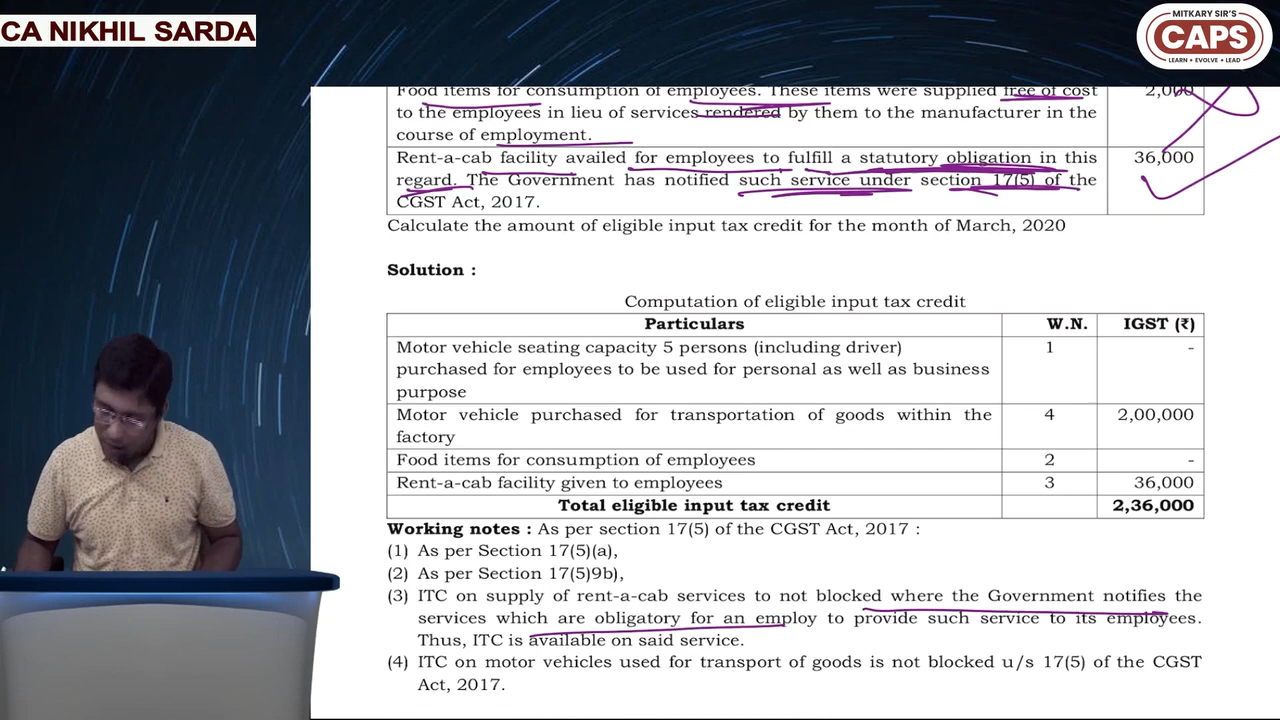 CA NIKHIL SARDA
MITKARY SIR'S
CAPS
LEARN • EVOLVE • LEAD
Food items for consumption of employees. These items were supplied free of cost 2,000
to the employees in lieu of services rendered by them to the manufacturer in the
course of employment.
Rent-a-cab facility availed for employees to fulfill a statutory obligation in this 36,000
regard. The Government has notified such service under section 17(5) of the
CGST Act, 2017.
Calculate the amount of eligible input tax credit for the month of March, 2020
Solution :
Computation of eligible input tax credit
Particulars W.N. IGST (₹)
Motor vehicle seating capacity 5 persons (including driver) 1 -
purchased for employees to be used for personal as well as business
purpose
Motor vehicle purchased for transportation of goods within the 4 2,00,000
factory
Food items for consumption of employees 2 -
Rent-a-cab facility given to employees 3 36,000
Total eligible input tax credit 2,36,000
Working notes : As per section 17(5) of the CGST Act, 2017 :
(1) As per Section 17(5)(a),
(2) As per Section 17(5)9b),
(3) ITC on supply of rent-a-cab services to not blocked where the Government notifies the
services which are obligatory for an employ to provide such service to its employees.
Thus, ITC is available on said service.
(4) ITC on motor vehicles used for transport of goods is not blocked u/s 17(5) of the CGST
Act, 2017.